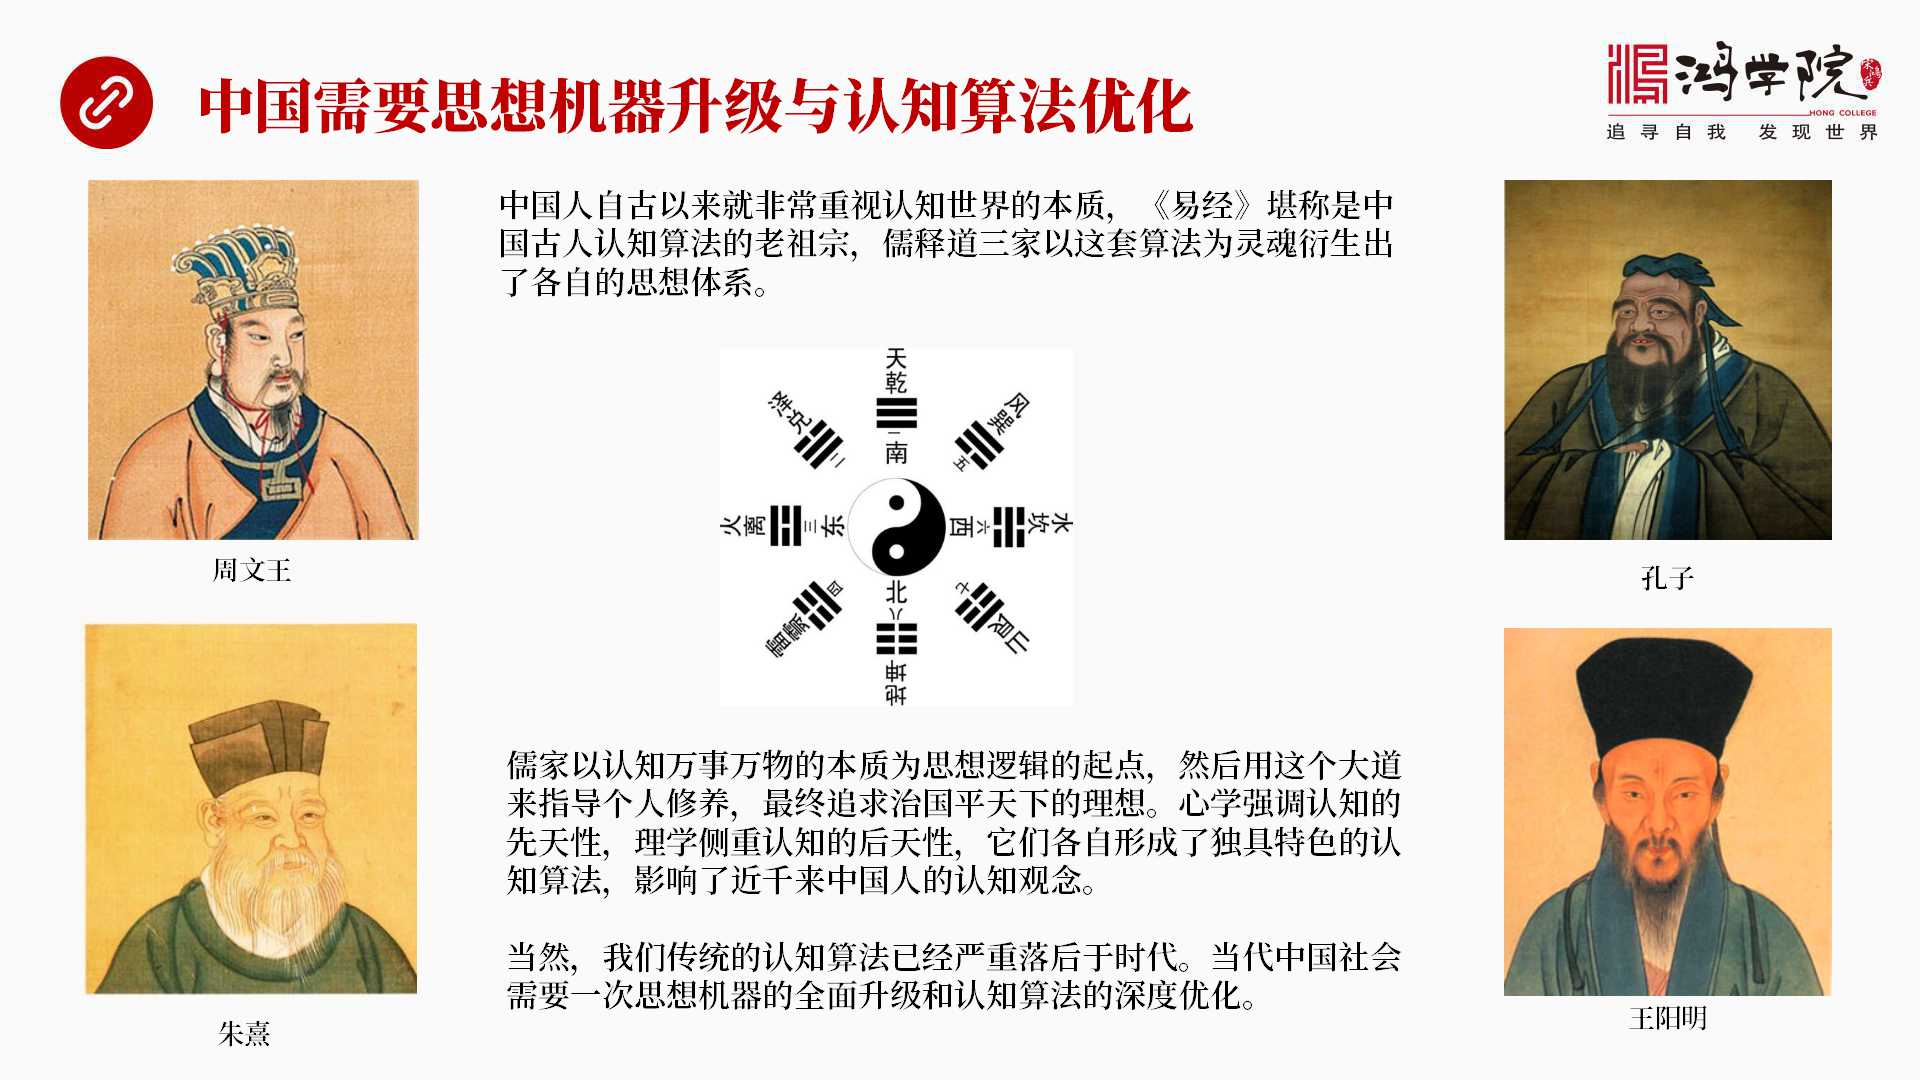 中国需要思想机器升级与认知算法优化
鸿学院
宋鸿兵
HONG COLLEGE
追寻自我 发现世界
中国人自古以来就非常重视认知世界的本质，《易经》堪称是中
国古人认知算法的老祖宗，儒释道三家以这套算法为灵魂衍生出
了各自的思想体系。
周文王
孔子
天
乾
一
南
泽
兑
二
风
巽
五
火
离
三
东
西
六
坎
水
雷
震
四
北
八
坤
地
七
艮
山
儒家以认知万事万物的本质为思想逻辑的起点，然后用这个大道
来指导个人修养，最终追求治国平天下的理想。心学强调认知的
先天性，理学侧重认知的后天性，它们各自形成了独具特色的认
知算法，影响了近千来中国人的认知观念。
当然，我们传统的认知算法已经严重落后于时代。当代中国社会
需要一次思想机器的全面升级和认知算法的深度优化。
朱熹
王阳明